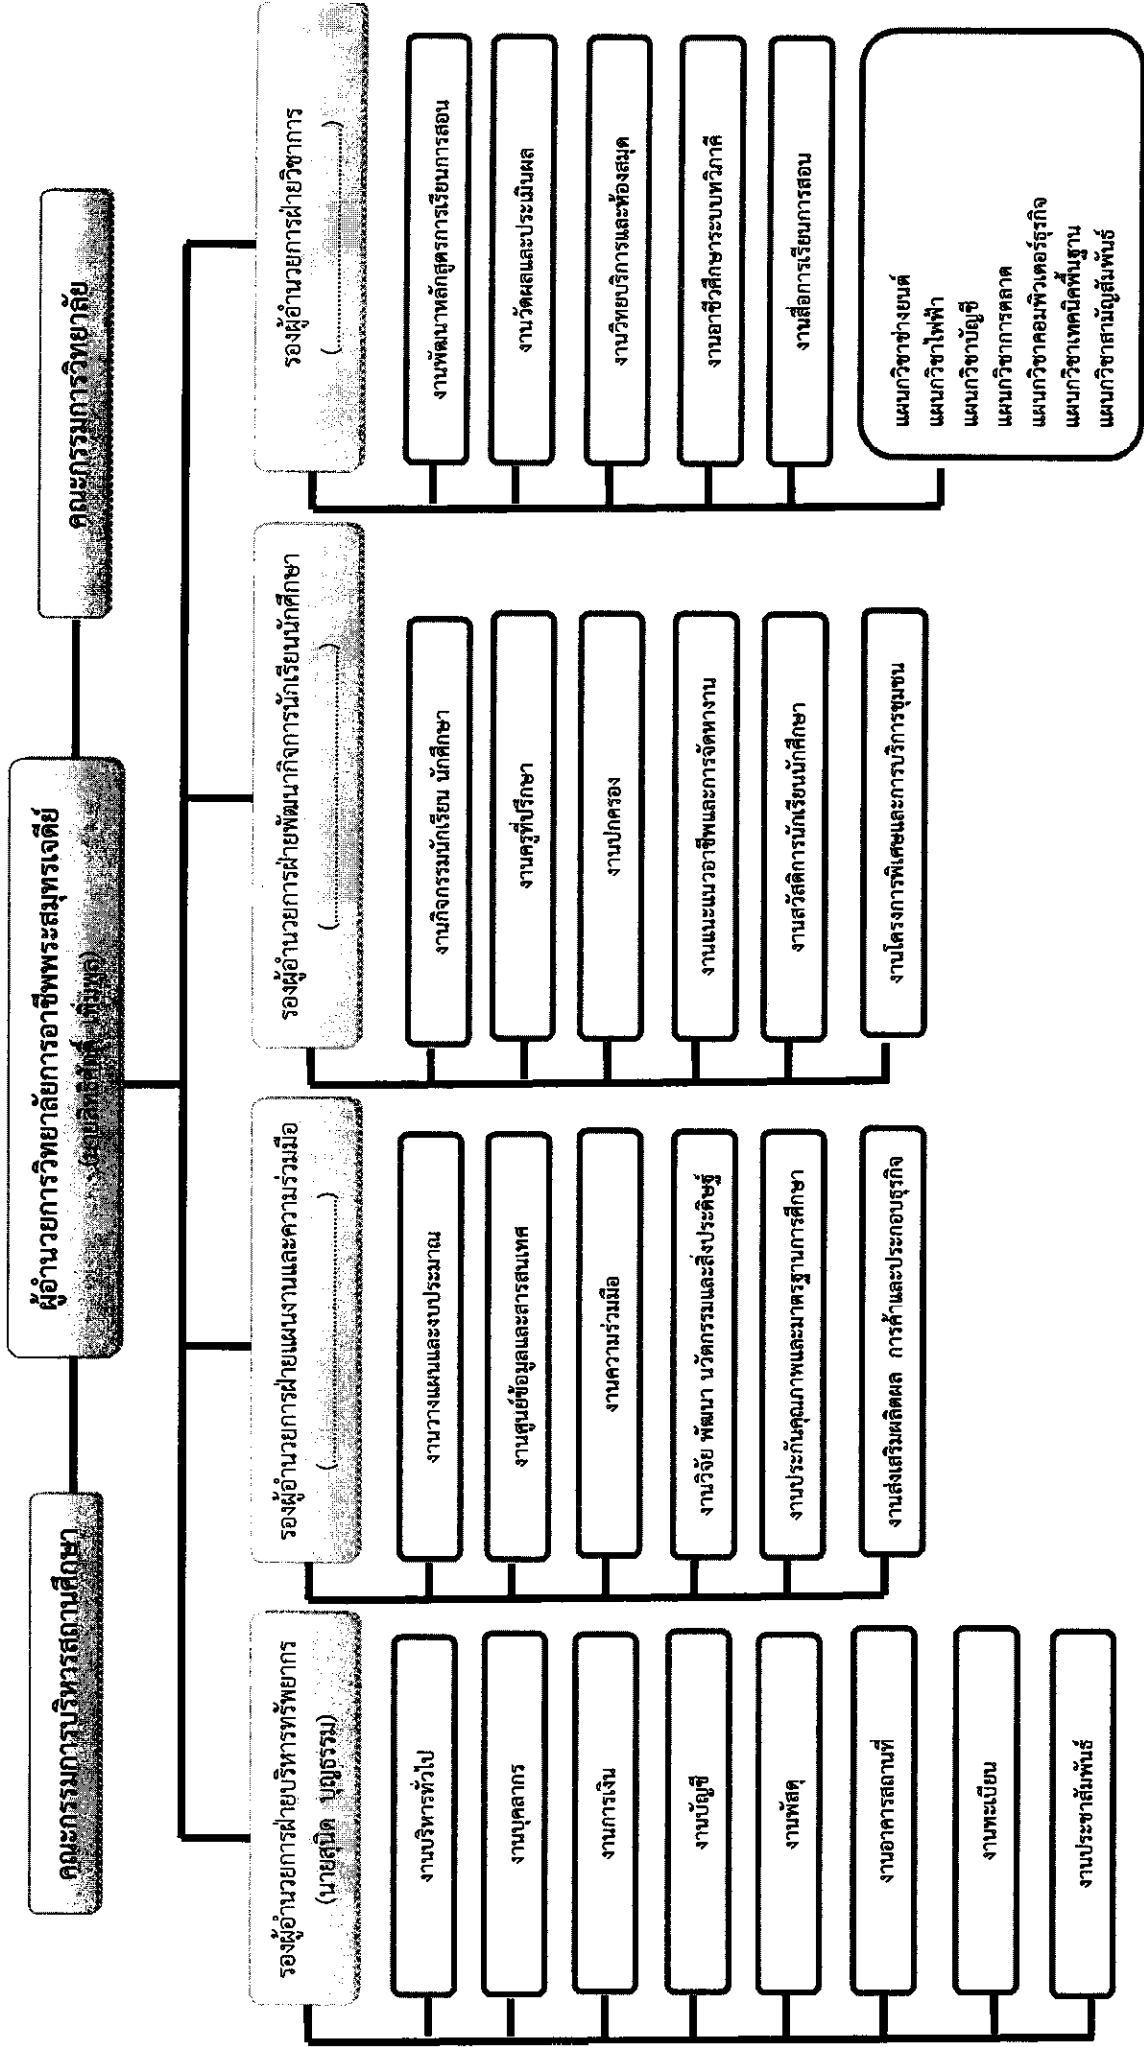 คณะกรรมการบริหารสถานศึกษา
ผู้อำนวยการวิทยาลัยการอาชีพพระสมุทรเจดีย์
คณะกรรมการวิทยาลัย
รองผู้อำนวยการฝ่ายบริหารทรัพยากร
(นายสุนิด บุญธรรม)
งานบริหารทั่วไป
งานบุคลากร
งานการเงิน
งานบัญชี
งานพัสดุ
งานอาคารสถานที่
งานทะเบียน
งานประชาสัมพันธ์
รองผู้อำนวยการฝ่ายแผนงานและความร่วมมือ
(..............................)
งานวางแผนและงบประมาณ
งานศูนย์ข้อมูลและสารสนเทศ
งานความร่วมมือ
งานวิจัย พัฒนา นวัตกรรมและสิ่งประดิษฐ์
งานประกันคุณภาพและมาตรฐานการศึกษา
งานส่งเสริมผลิตผล การค้าและประกอบธุรกิจ
รองผู้อำนวยการฝ่ายพัฒนากิจการนักเรียนนักศึกษา
(..............................)
งานกิจกรรมนักเรียน นักศึกษา
งานครูที่ปรึกษา
งานปกครอง
งานแนะแนวอาชีพและการจัดหางาน
งานสวัสดิการนักเรียนนักศึกษา
งานโครงการพิเศษและการบริการชุมชน
รองผู้อำนวยการฝ่ายวิชาการ
(..............................)
งานพัฒนาหลักสูตรการเรียนการสอน
งานวัดผลและประเมินผล
งานวิทยบริการและห้องสมุด
งานอาชีวศึกษาระบบทวิภาคี
งานสื่อการเรียนการสอน
แผนกวิชาช่างยนต์
แผนกวิชาไฟฟ้า
แผนกวิชาบัญชี
แผนกวิชาการตลาด
แผนกวิชาคอมพิวเตอร์ธุรกิจ
แผนกวิชาเทคนิคพื้นฐาน
แผนกวิชาสามัญสัมพันธ์